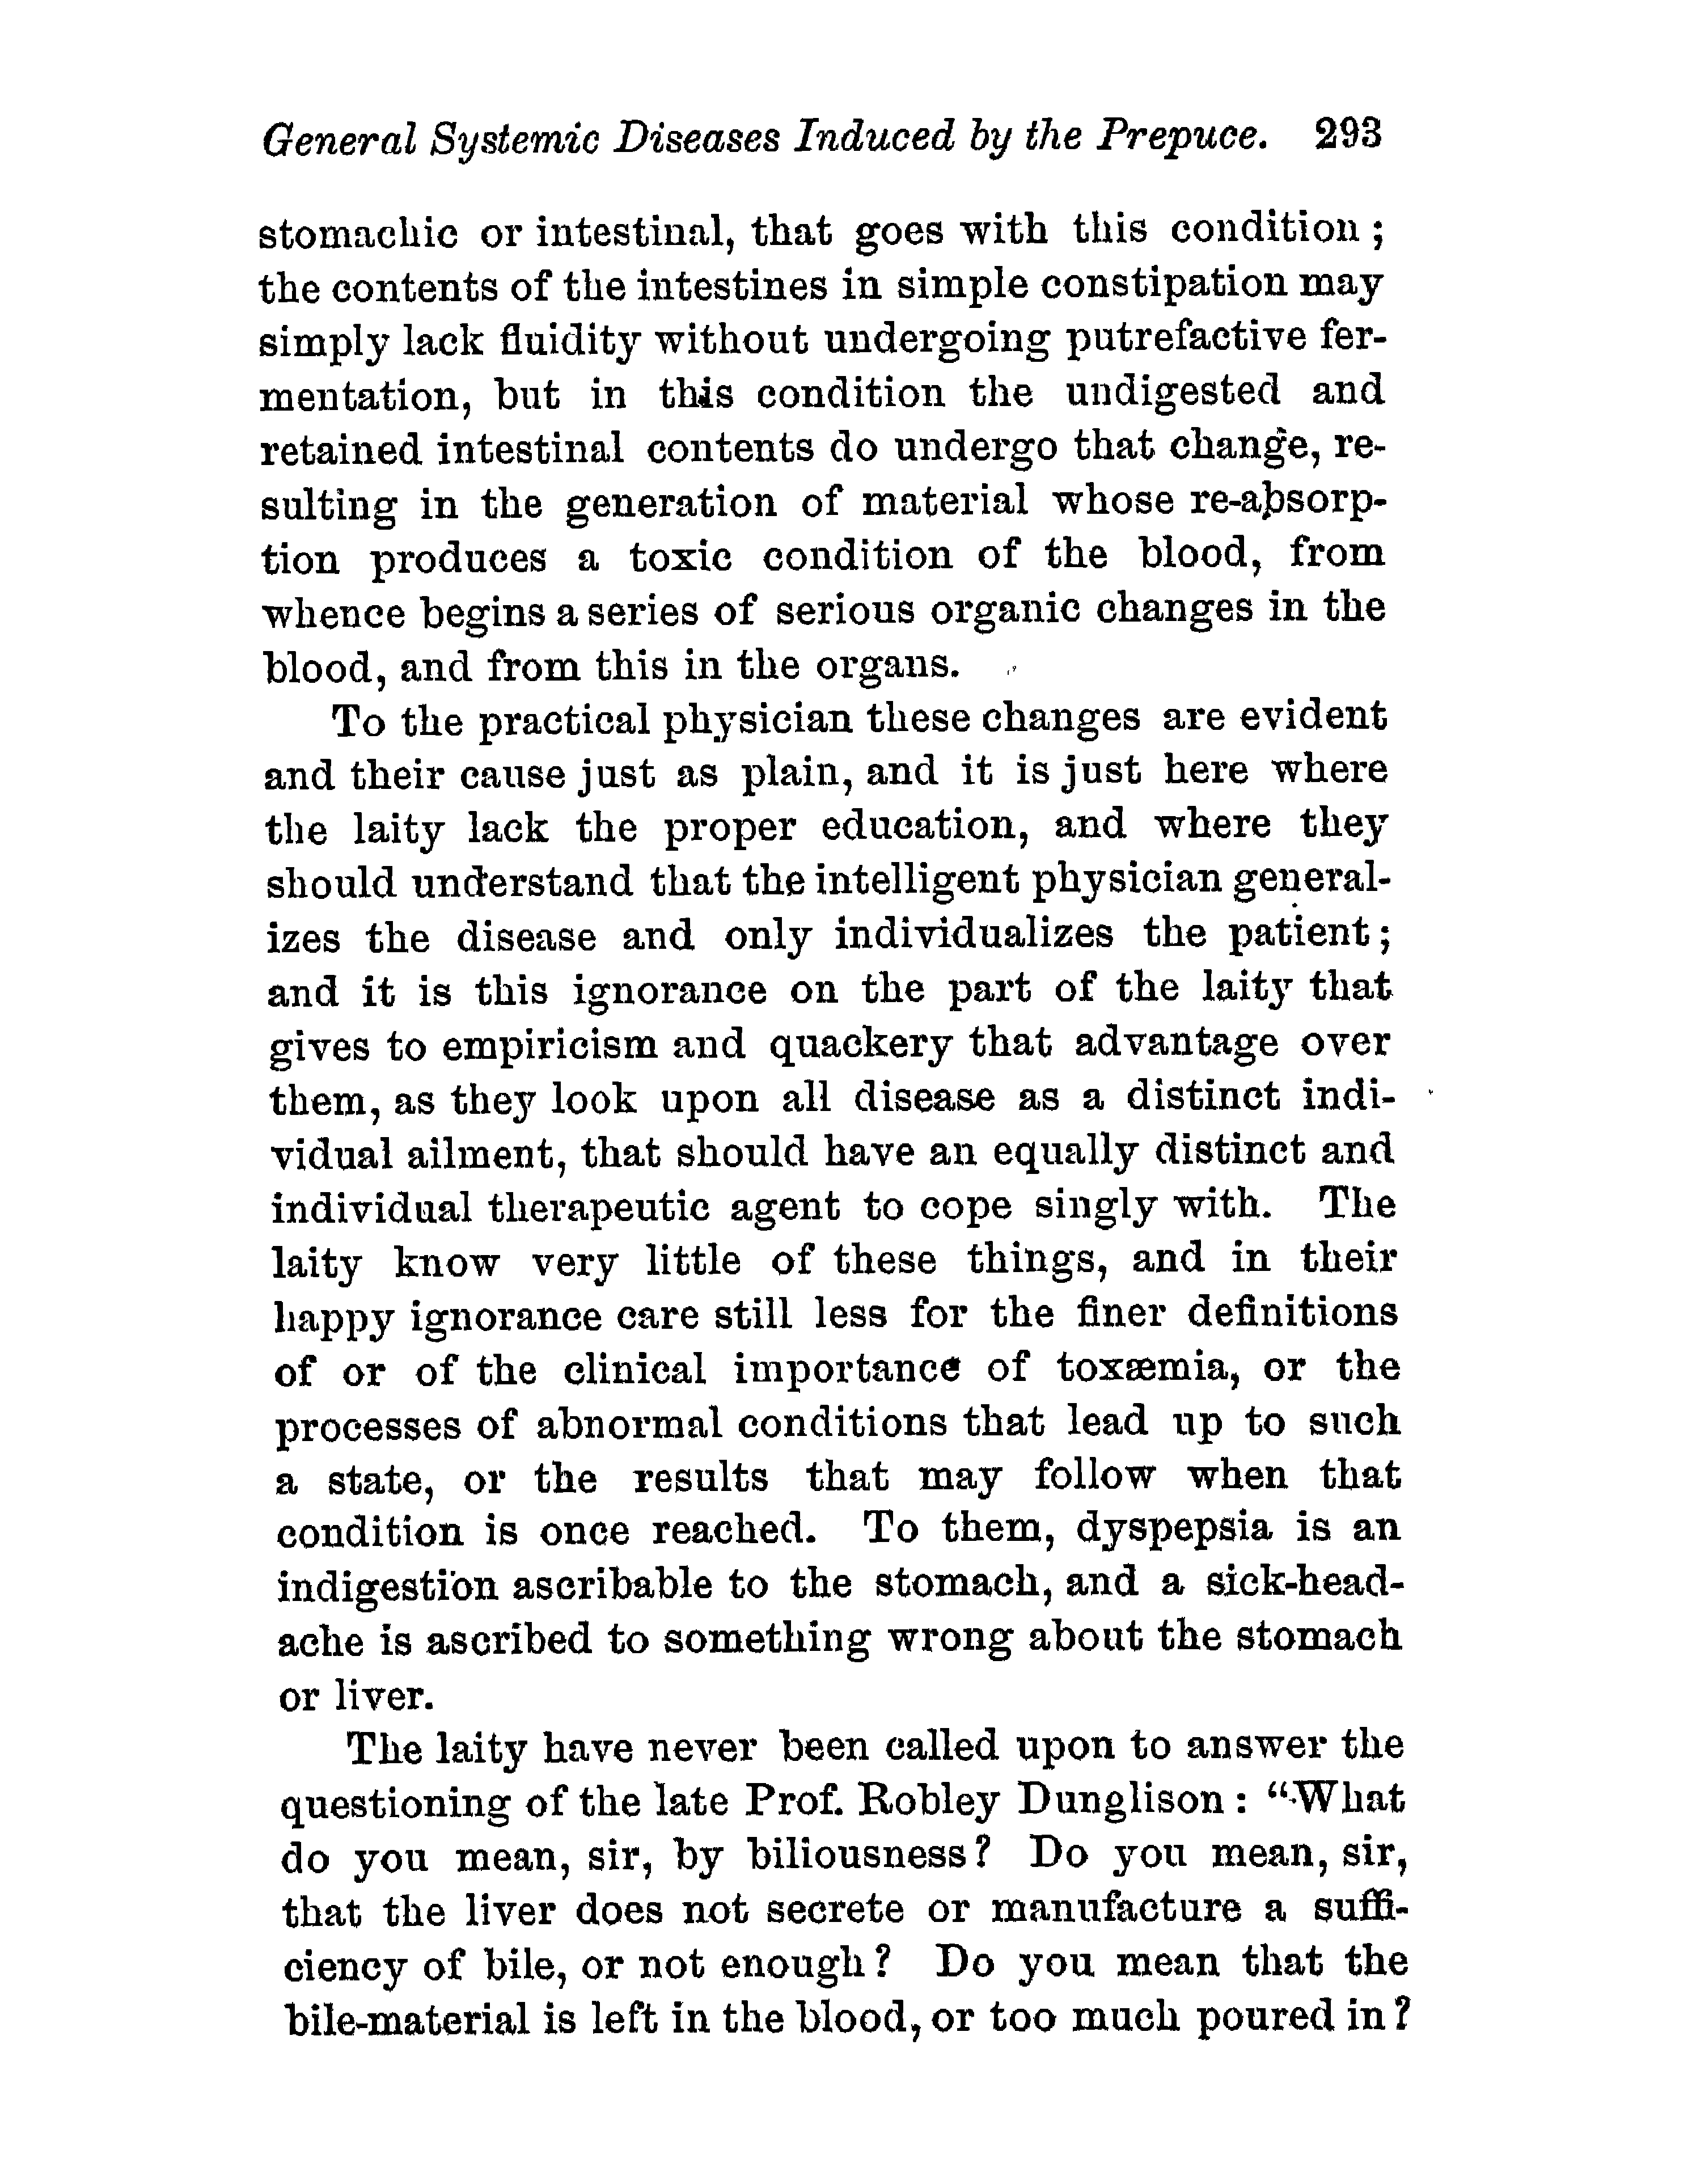 General Systemic Diseases Induced by the Prepuce. 293
stomachic or intestinal, that goes with this condition ;
the contents of the intestines in simple constipation may
simply lack fluidity without undergoing putrefactive fer-
mentation, but in this condition the undigested and
retained intestinal contents do undergo that change, re-
sulting in the generation of material whose re-absorp-
tion produces a toxic condition of the blood, from
whence begins a series of serious organic changes in the
blood, and from this in the organs.
To the practical physician these changes are evident
and their cause just as plain, and it is just here where
the laity lack the proper education, and where they
should understand that the intelligent physician general-
izes the disease and only individualizes the patient ;
and it is this ignorance on the part of the laity that
gives to empiricism and quackery that advantage over
them, as they look upon all disease as a distinct indi-
vidual ailment, that should have an equally distinct and
individual therapeutic agent to cope singly with. The
laity know very little of these things, and in their
happy ignorance care still less for the finer definitions
of or of the clinical importance of toxæmia, or the
processes of abnormal conditions that lead up to such
a state, or the results that may follow when that
condition is once reached. To them, dyspepsia is an
indigestion ascribable to the stomach, and a sick-head-
ache is ascribed to something wrong about the stomach
or liver.
The laity have never been called upon to answer the
questioning of the late Prof. Robley Dunglison : “What
do you mean, sir, by biliousness ? Do you mean, sir,
that the liver does not secrete or manufacture a suffi-
ciency of bile, or not enough ? Do you mean that the
bile-material is left in the blood, or too much poured in ?